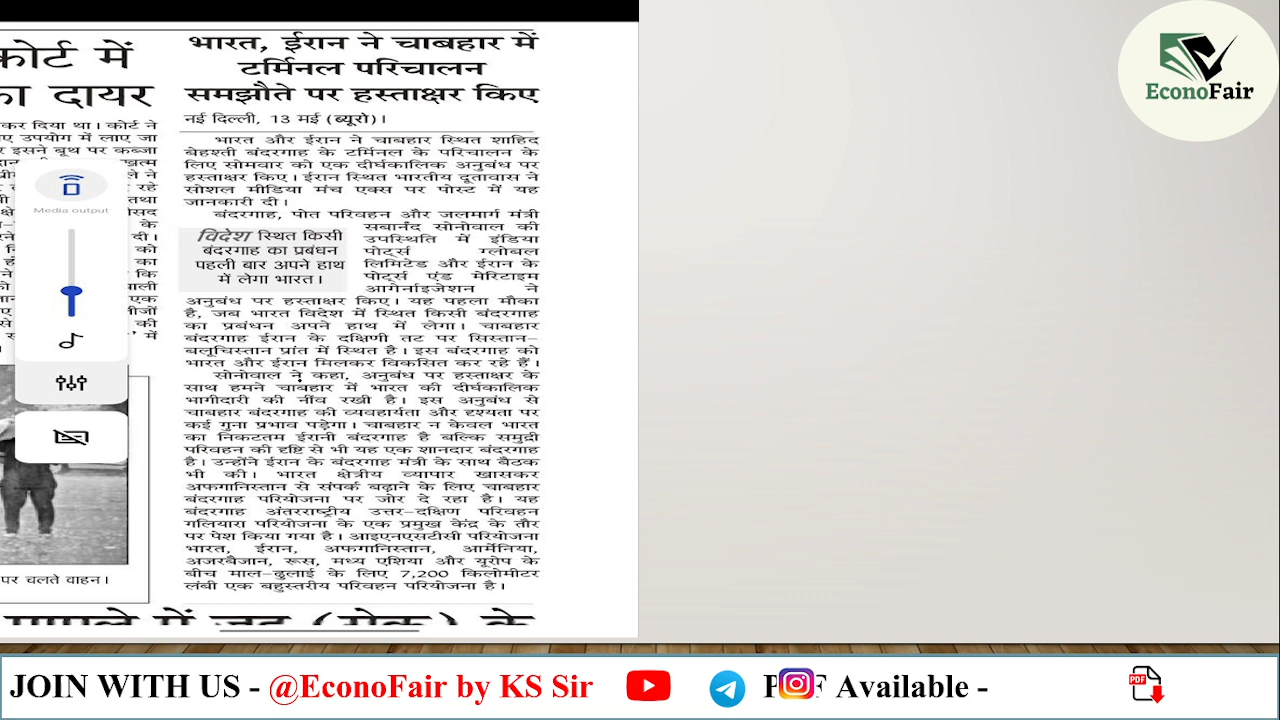 कोर्ट में
का दायर
कर दिया था। कोर्ट ने
ए उपयोग में लाए जा
र इसने बूथ पर कब्जा
Media output
पर चलते वाहन।
भारत, ईरान ने चाबहार में
टर्मिनल परिचालन
समझौते पर हस्ताक्षर किए
नई दिल्ली, 13 मई (ब्यूरो)।
भारत और ईरान ने चाबहार स्थित शाहिद
बेहश्ती बंदरगाह के टर्मिनल के परिचालन के
लिए सोमवार को एक दीर्घकालिक अनुबंध पर
हस्ताक्षर किए। ईरान स्थित भारतीय दूतावास ने
सोशल मीडिया मंच एक्स पर पोस्ट में यह
जानकारी दी।
बंदरगाह, पोत परिवहन और जलमार्ग मंत्री
सबानंद सोनोवाल की
उपस्थिति में इंडिया
पोर्ट्स ग्लोबल
लिमिटेड और ईरान के
पोर्ट्स एंड मेरिटाइम
आगेर्नाइजेशन ने
विदेश स्थित किसी
बंदरगाह का प्रबंधन
पहली बार अपने हाथ
में लेगा भारत।
अनुबंध पर हस्ताक्षर किए। यह पहला मौका
है, जब भारत विदेश में स्थित किसी बंदरगाह
का प्रबंधन अपने हाथ में लेगा। चाबहार
बंदरगाह ईरान के दक्षिणी तट पर सिस्तान-
बलूचिस्तान प्रांत में स्थित है। इस बंदरगाह को
भारत और ईरान मिलकर विकसित कर रहे हैं।
सोनोवाल ने कहा, अनुबंध पर हस्ताक्षर के
साथ हमने चाबहार में भारत की दीर्घकालिक
भागीदारी की नींव रखी है। इस अनुबंध से
चाबहार बंदरगाह की व्यवहार्यता और दृश्यता पर
कई गुना प्रभाव पड़ेगा। चाबहार न केवल भारत
का निकटतम ईरानी बंदरगाह है बल्कि समुद्री
परिवहन की दृष्टि से भी यह एक शानदार बंदरगाह
है। उन्होंने ईरान के बंदरगाह मंत्री के साथ बैठक
भी की। भारत क्षेत्रीय व्यापार खासकर
अफगानिस्तान से संपर्क बढ़ाने के लिए चाबहार
बंदरगाह परियोजना पर जोर दे रहा है। यह
बंदरगाह अंतरराष्ट्रीय उत्तर-दक्षिण परिवहन
गलियारा परियोजना के एक प्रमुख केंद्र के तौर
पर पेश किया गया है। आइएनएसटीसी परियोजना
भारत, ईरान, अफगानिस्तान, आर्मेनिया,
अजरबैजान, रूस, मध्य एशिया और यूरोप के
बीच माल-ढुलाई के लिए 7,200 किलोमीटर
लंबी एक बहुस्तरीय परिवहन परियोजना है।
EconoFair
JOIN WITH US - @EconoFair by KS Sir
Available -
PDF